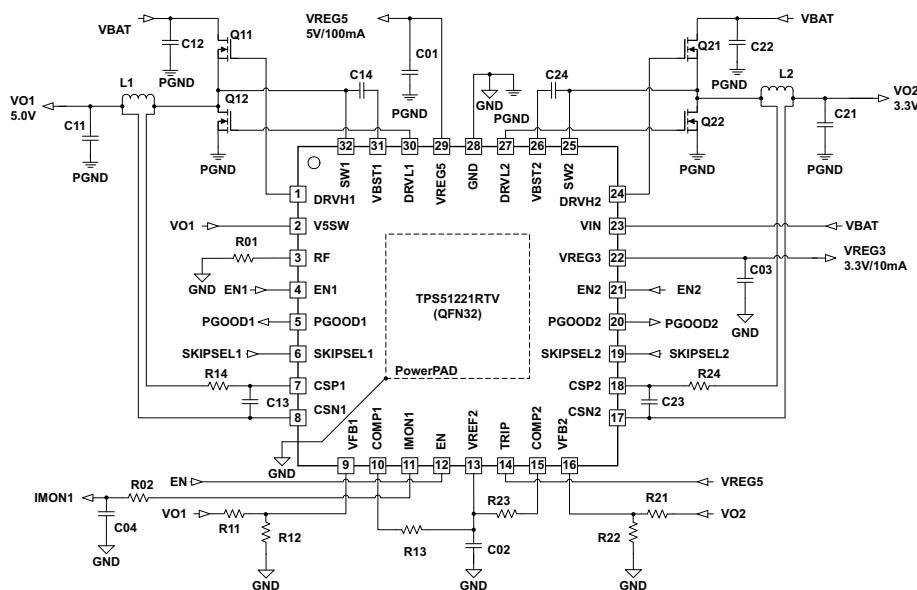 VBAT
Q11
VREG5
5V/100mA
Q21
VBAT
C12
C01
C22
PGND
PGND
C14
C24
L1
GND
PGND
PGND
L2
VO1
5.0V
Q12
Q22
VO2
3.3V
C11
C21
PGND
PGND
PGND
PGND
32
31
30
29
28
27
26
25
SW1
VBST1
DRVL1
VREG5
GND
DRVL2
VBST2
SW2
1
DRVH1
DRVH2
24
VO1
2
V5SW
VIN
23
VBAT
R01
3
RF
VREG3
22
VREG3
3.3V/10mA
GND
C03
EN1
4
EN1
TPS51221RTV
(QFN32)
EN2
21
EN2
GND
PGOOD1
5
PGOOD1
PGOOD2
20
PGOOD2
SKIPSEL1
6
SKIPSEL1
SKIPSEL2
19
SKIPSEL2
PowerPAD
R14
7
CSP1
CSP2
18
R24
C13
C23
8
CSN1
CSN2
17
VFB1
COMP1
IMON1
EN
VREF2
TRIP
COMP2
VFB2
GND
9
10
11
12
13
14
15
16
EN
VREG5
IMON1
R02
R23
R21
C04
VO1
R11
R12
R13
C02
R22
VO2
GND
GND
GND
GND